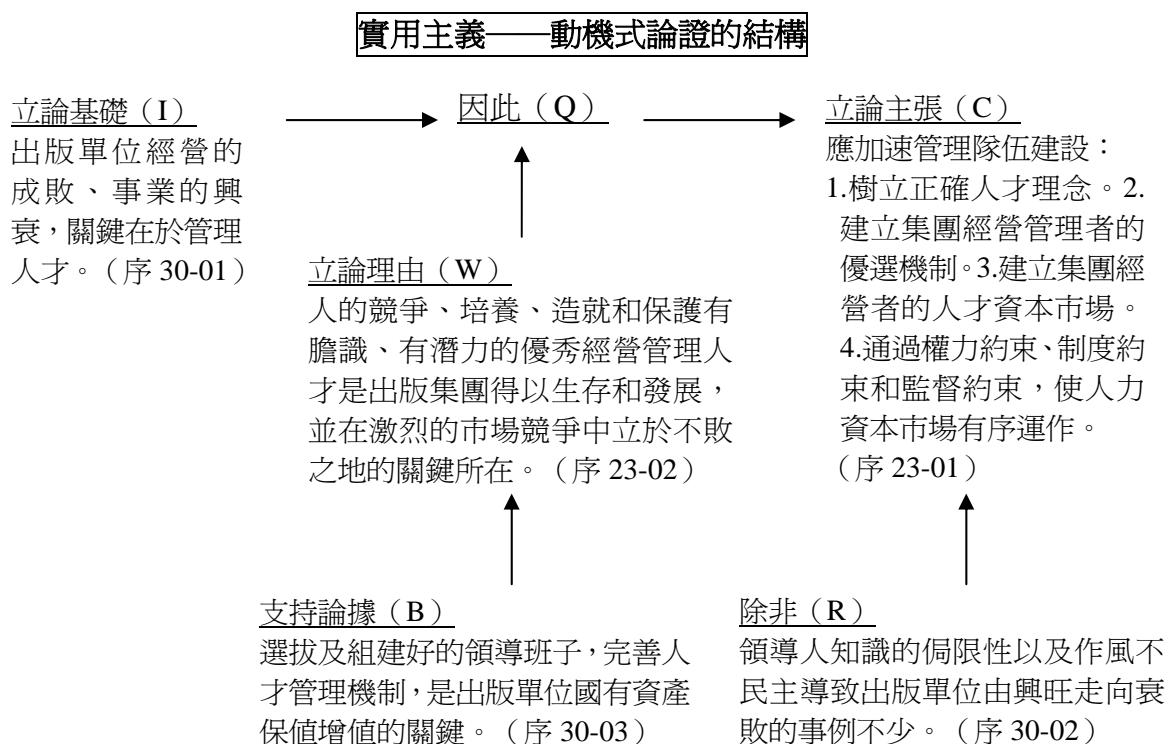 實用主義——動機式論證的結構
立論基礎（I）
出版單位經營的
成敗、事業的興
衰，關鍵在於管理
人才。（序 30-01）
因此（Q）
立論主張（C）
應加速管理隊伍建設：
1.樹立正確人才理念。2.
建立集團經營管理者的
優選機制。3.建立集團經
營者的人才資本市場。
4.通過權力約束、制度約
束和監督約束，使人力
資本市場有序運作。
（序 23-01）
立論理由（W）
人的競爭、培養、造就和保護有
膽識、有潛力的優秀經營管理人
才是出版集團得以生存和發展，
並在激烈的市場競爭中立於不敗
之地的關鍵所在。（序 23-02）
支持論據（B）
選拔及組建好的領導班子，完善人
才管理機制，是出版單位國有資產
保值增值的關鍵。（序 30-03）
除非（R）
領導人知識的侷限性以及作風不
民主導致出版單位由興旺走向衰
敗的事例不少。（序 30-02）